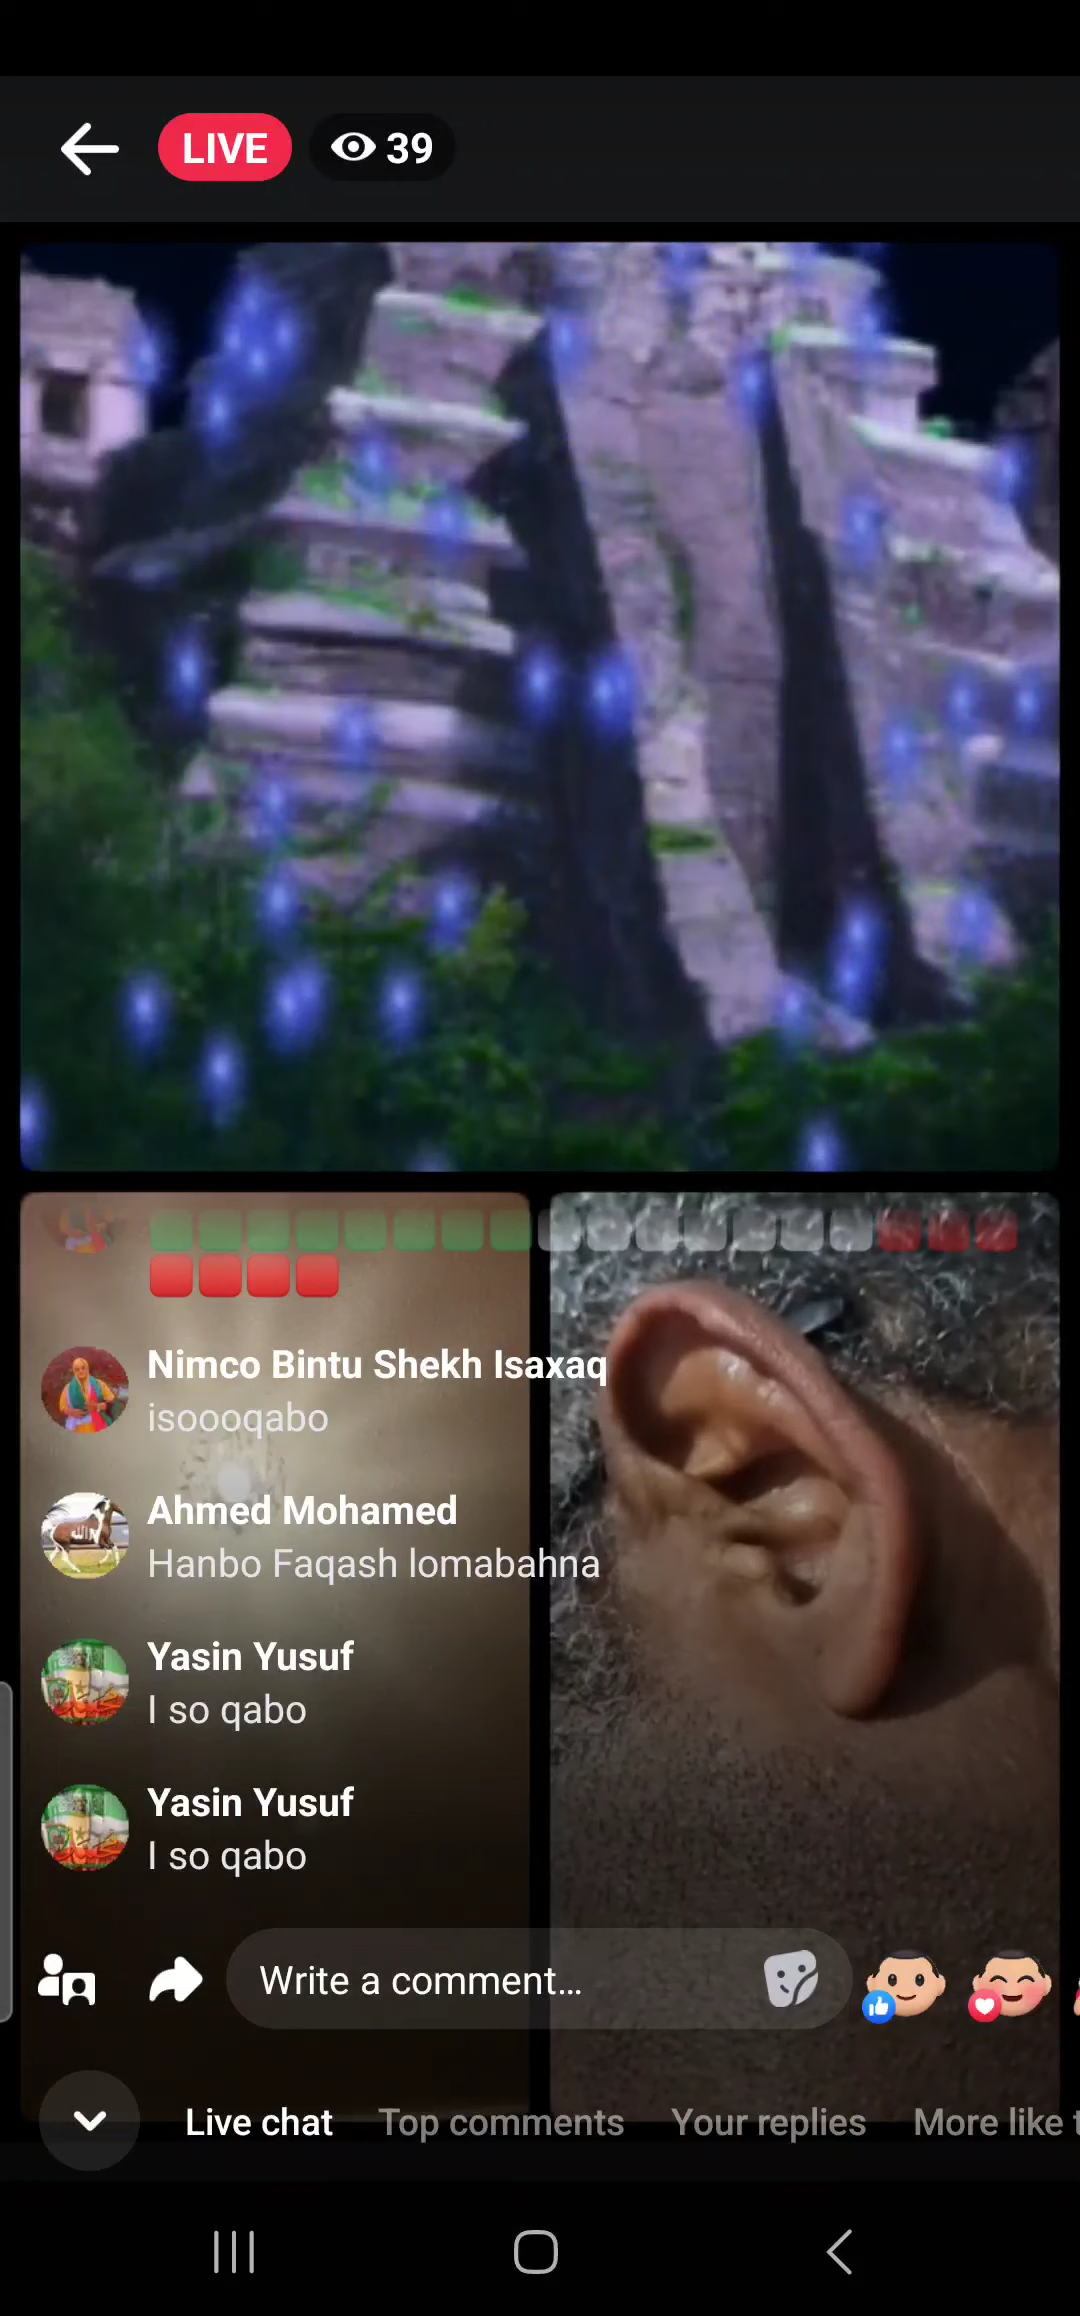 LIVE 39
Nimco Bintu Shekh Isaxaq
isoooqabo
Ahmed Mohamed
Hanbo Faqash lomabahna
Yasin Yusuf
I so qabo
Yasin Yusuf
I so qabo
Write a comment...
Live chat Top comments Your replies More like t